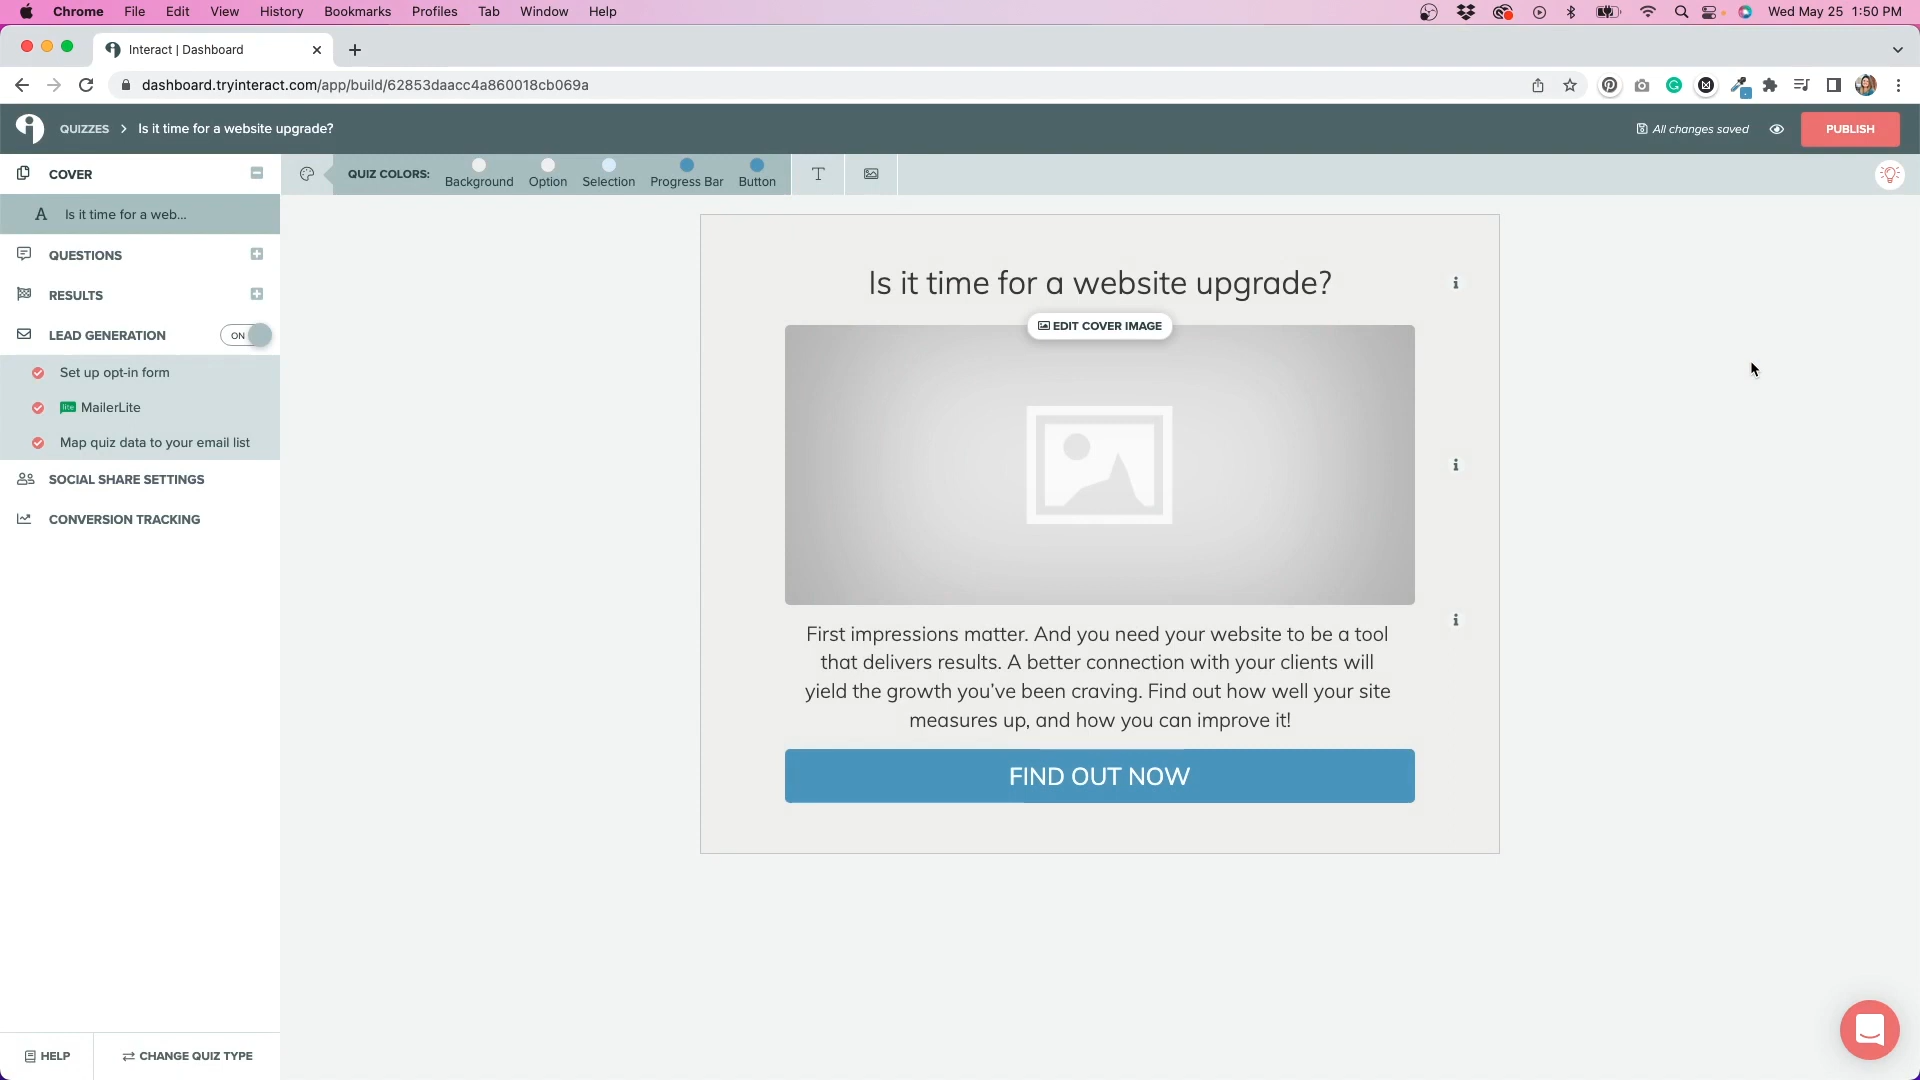 Chrome File Edit View History Bookmarks Profiles Tab Window Help Wed May 25 1:50 PM
Interact | Dashboard
dashboard.tryinteract.com/app/build/62853daacc4a860018cb069a
QUIZZES > Is it time for a website upgrade? All changes saved PUBLISH
COVER
QUIZ COLORS: Background Option Selection Progress Bar Button T
A Is it time for a web...
QUESTIONS
RESULTS
LEAD GENERATION ON
Set up opt-in form
lite MailerLite
Map quiz data to your email list
SOCIAL SHARE SETTINGS
CONVERSION TRACKING
Is it time for a website upgrade?
EDIT COVER IMAGE
First impressions matter. And you need your website to be a tool
that delivers results. A better connection with your clients will
yield the growth you've been craving. Find out how well your site
measures up, and how you can improve it!
FIND OUT NOW
HELP CHANGE QUIZ TYPE